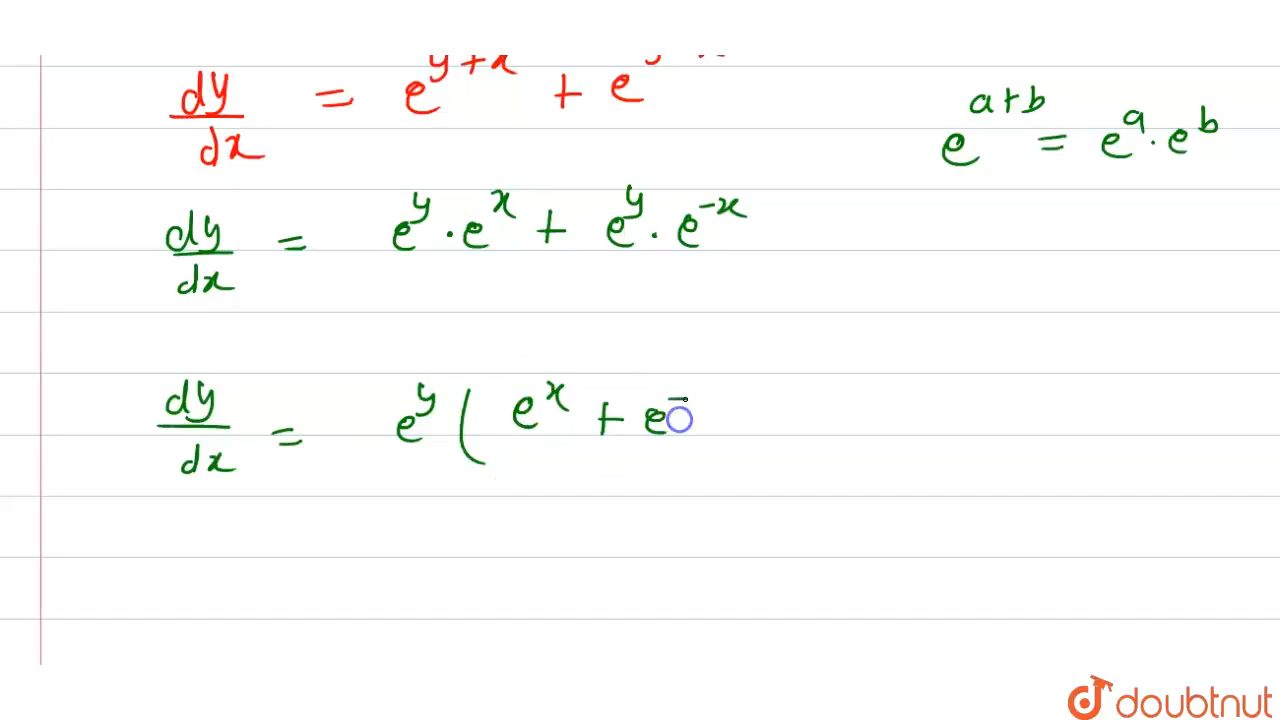 dy/dx = e^(y+x) + e
e^(a+b) = e^a · e^b
dy/dx = e^y · e^x + e^y · e^(-x)
dy/dx = e^y ( e^x + e^-
doubtnut